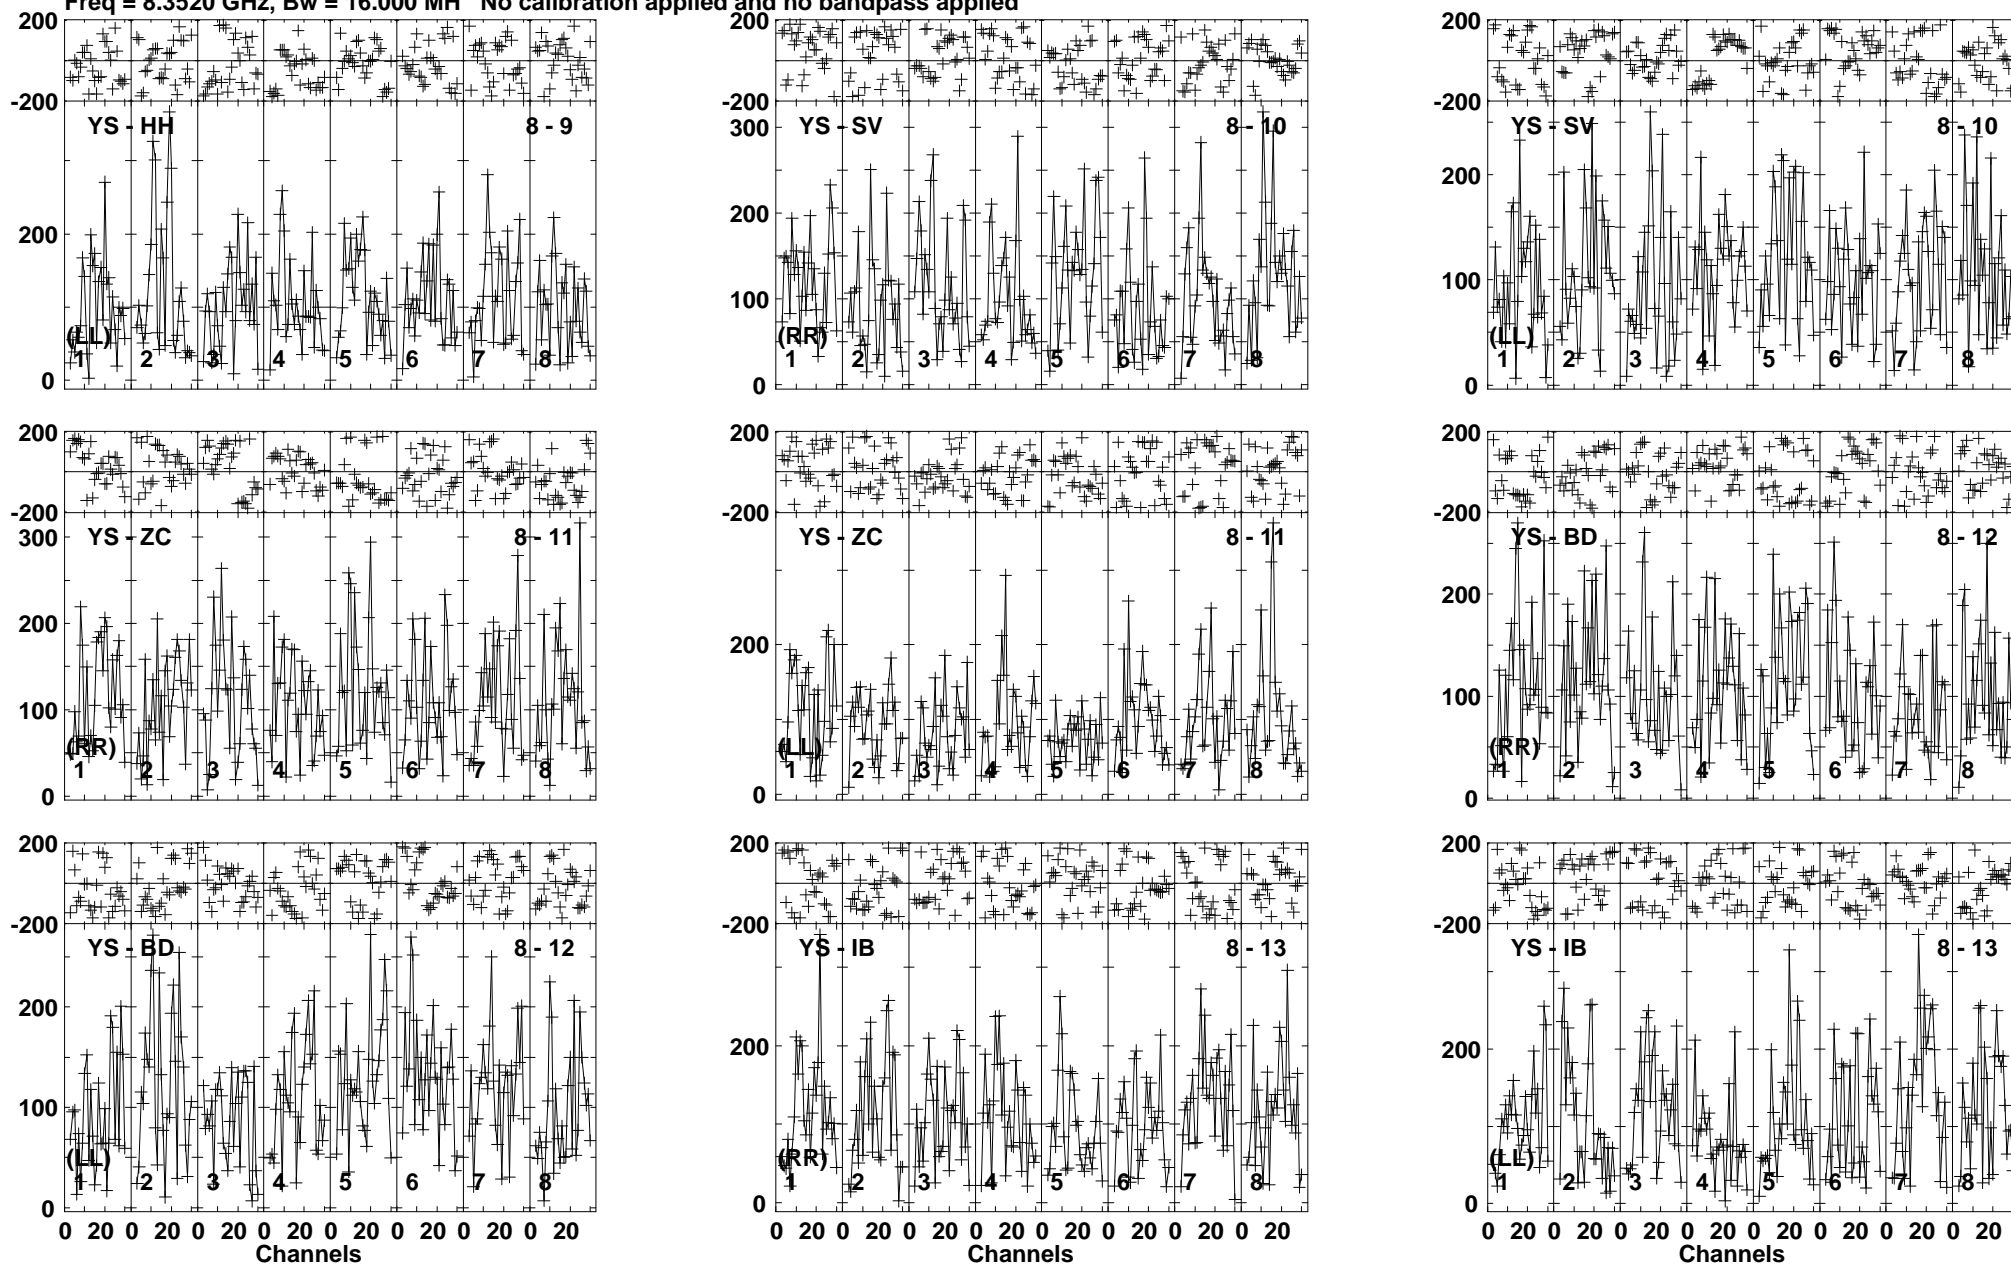 Freq = 8.3520 GHz, Bw = 16.000 MH No calibration applied and no bandpass applied
200 200 200
-200 -200 -200
YS - HH 8 - 9 YS - SV 8 - 10 YS - SV 8 - 10
300
200 200 200
100 100
(LL) (RR) (LL)
1 2 3 4 5 6 7 8 1 2 3 4 5 6 7 8 1 2 3 4 5 6 7 8
0 0 0
200 200 200
-200 -200 -200
YS - ZC 8 - 11 YS - ZC 8 - 11 YS - BD 8 - 12
300
200 200 200
100 100
(RR) (LL) (RR)
1 2 3 4 5 6 7 8 1 2 3 4 5 6 7 8 1 2 3 4 5 6 7 8
0 0 0
200 200 200
-200 -200 -200
YS - BD 8 - 12 YS - IB 8 - 13 YS - IB 8 - 13
200 200 200
100
(LL) (RR) (LL)
1 2 3 4 5 6 7 8 1 2 3 4 5 6 7 8 1 2 3 4 5 6 7 8
0 0 0
0 20 0 20 0 20 0 20 0 20 0 20 0 20 0 20 0 20 0 20 0 20 0 20 0 20 0 20 0 20 0 20 0 20 0 20 0 20 0 20 0 20 0 20 0 20 0 20
Channels Channels Channels